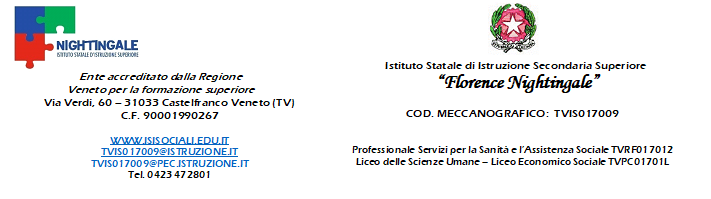 NIGHTINGALE
ISTITUTO STATALE D'ISTRUZIONE SUPERIORE
Ente accreditato dalla Regione
Veneto per la formazione superiore
Via Verdi, 60 – 31033 Castelfranco Veneto (TV)
C.F. 90001990267
WWW.ISISOCIALI.EDU.IT
TVIS017009@ISTRUZIONE.IT
TVIS017009@PEC.ISTRUZIONE.IT
Tel. 0423 472801
Istituto Statale di Istruzione Secondaria Superiore
“Florence Nightingale”
COD. MECCANOGRAFICO: TVIS017009
Professionale Servizi per la Sanità e l’Assistenza Sociale TVRF017012
Liceo delle Scienze Umane – Liceo Economico Sociale TVPC01701L